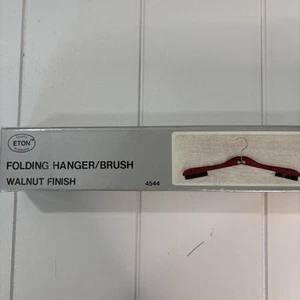 ETON
FOLDING HANGER/BRUSH
WALNUT FINISH
4544